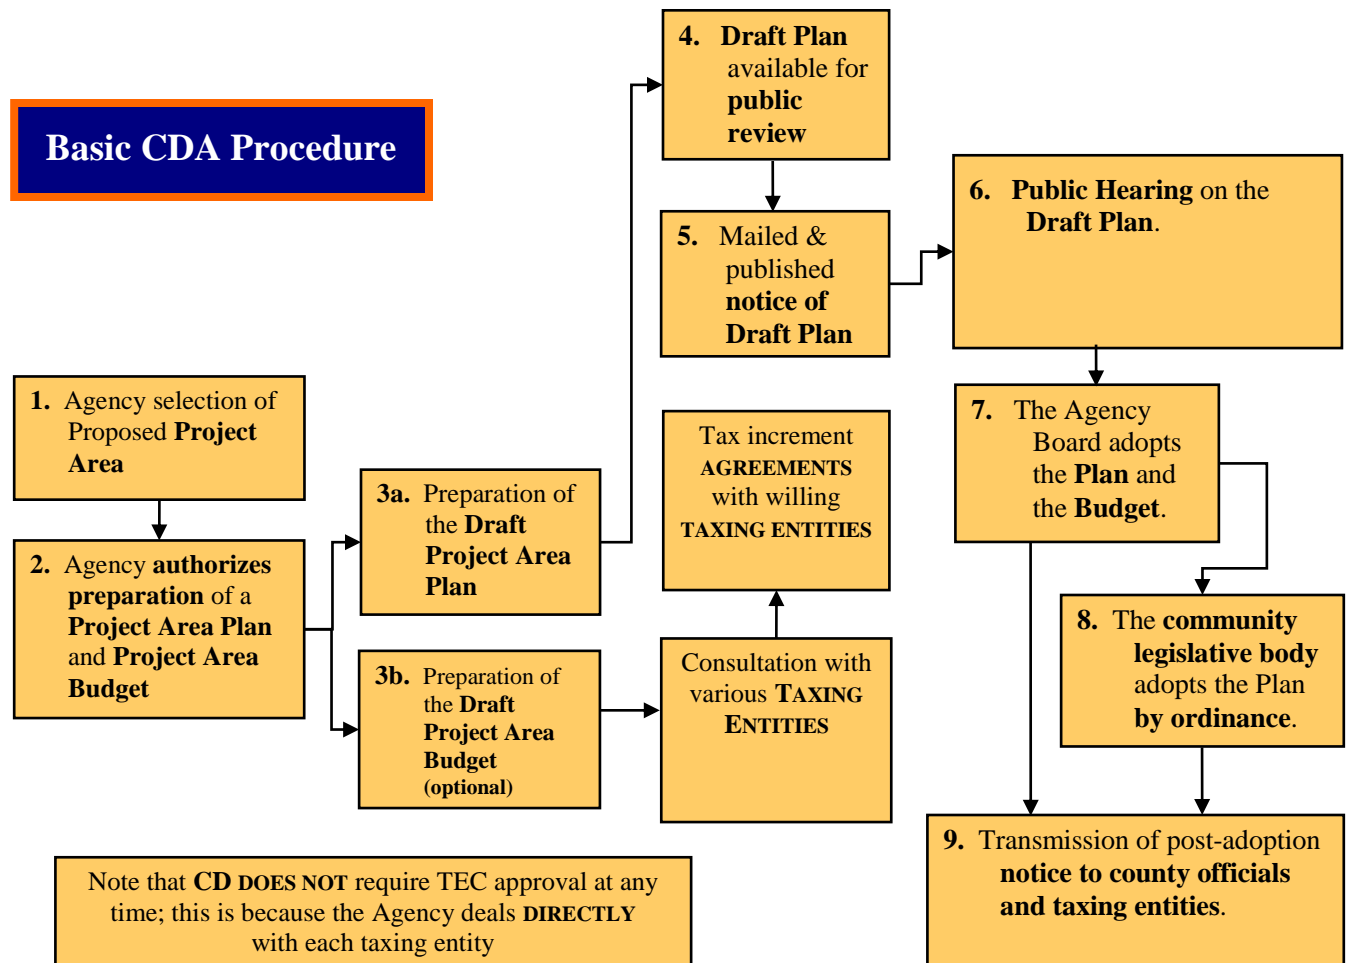 Basic CDA Procedure
1. Agency selection of
Proposed Project
Area
2. Agency authorizes
preparation of a
Project Area Plan
and Project Area
Budget
3a. Preparation of
the Draft
Project Area
Plan
3b. Preparation of
the Draft
Project Area
Budget
(optional)
4. Draft Plan
available for
public
review
5. Mailed &
published
notice of
Draft Plan
Tax increment
AGREEMENTS
with willing
TAXING ENTITIES
Consultation with
various TAXING
ENTITIES
6. Public Hearing on the
Draft Plan.
7. The Agency
Board adopts
the Plan and
the Budget.
8. The community
legislative body
adopts the Plan
by ordinance.
9. Transmission of post-adoption
notice to county officials
and taxing entities.
Note that CD DOES NOT require TEC approval at any
time; this is because the Agency deals DIRECTLY
with each taxing entity